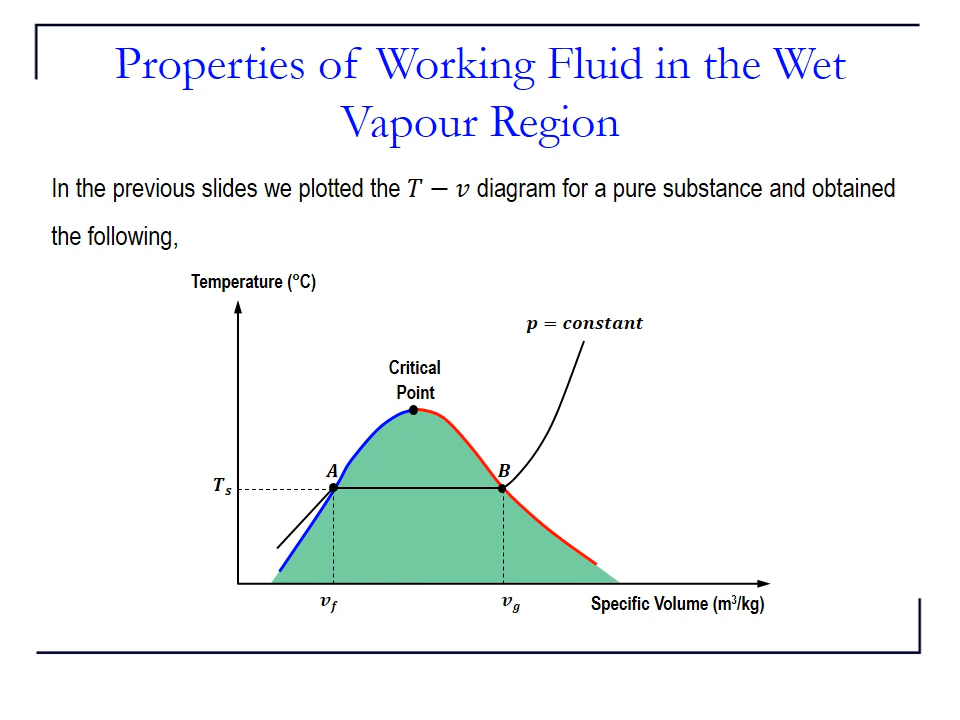 Properties of Working Fluid in the Wet
Vapour Region
In the previous slides we plotted the T − v diagram for a pure substance and obtained
the following,
Temperature (°C)
p = constant
Critical
Point
A
B
Tₛ
v_f
v_g
Specific Volume (m³/kg)